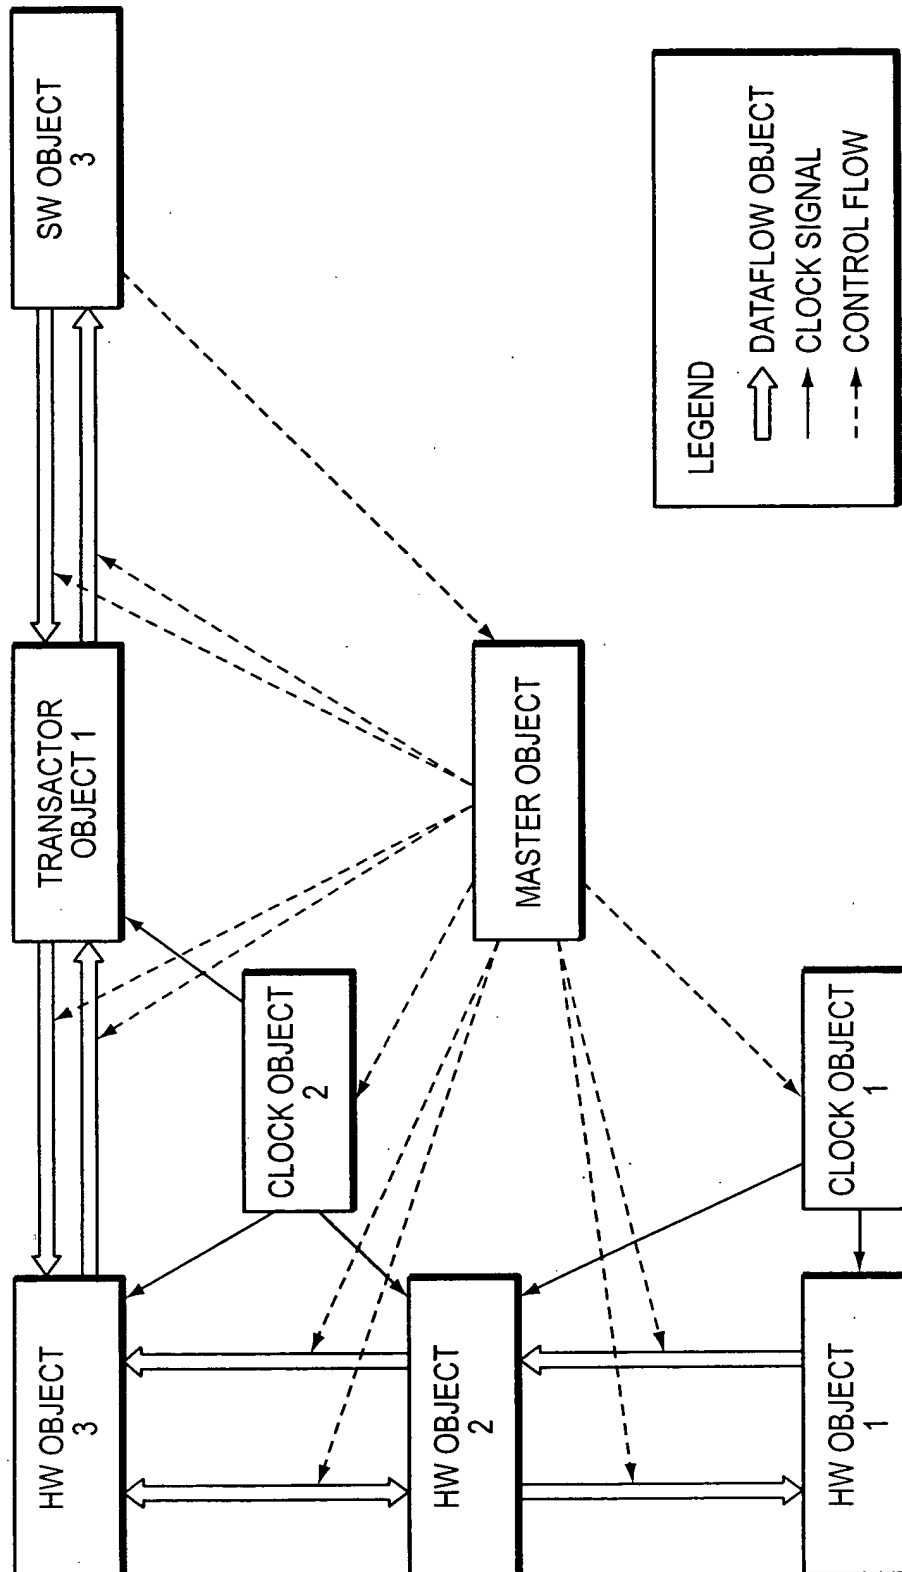 HW OBJECT
3
TRANSACTOR
OBJECT 1
SW OBJECT
3
CLOCK OBJECT
2
HW OBJECT
2
MASTER OBJECT
HW OBJECT
1
CLOCK OBJECT
1
LEGEND
DATAFLOW OBJECT
CLOCK SIGNAL
CONTROL FLOW